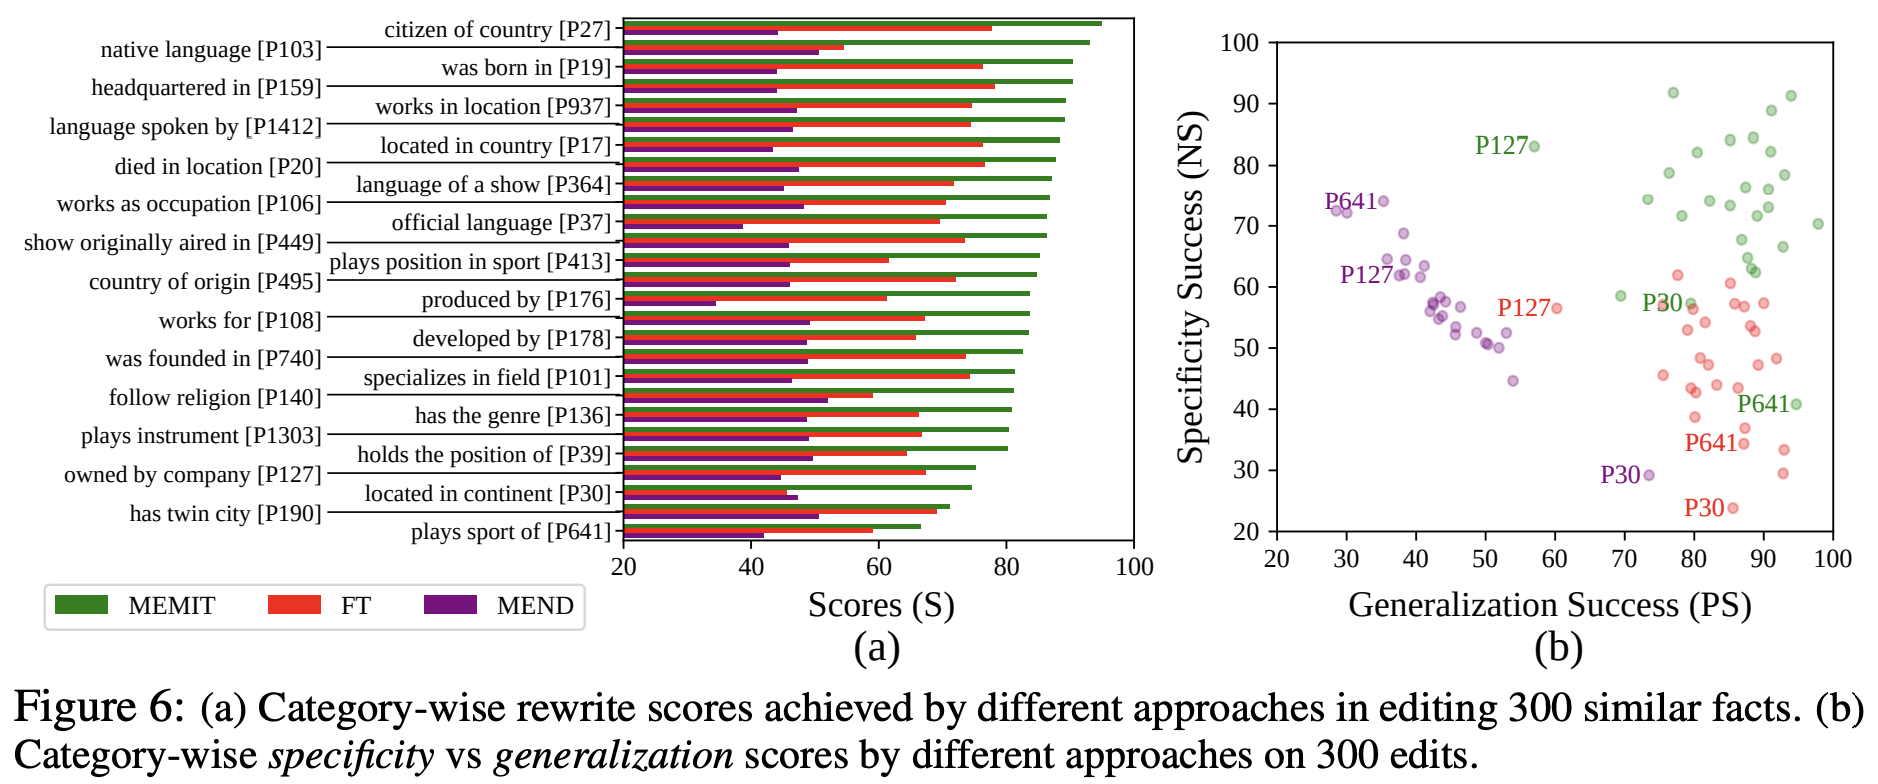 citizen of country [P27]
native language [P103]
was born in [P19]
headquartered in [P159]
works in location [P937]
language spoken by [P1412]
located in country [P17]
died in location [P20]
language of a show [P364]
works as occupation [P106]
official language [P37]
show originally aired in [P449]
plays position in sport [P413]
country of origin [P495]
produced by [P176]
works for [P108]
developed by [P178]
was founded in [P740]
specializes in field [P101]
follow religion [P140]
has the genre [P136]
plays instrument [P1303]
holds the position of [P39]
owned by company [P127]
located in continent [P30]
has twin city [P190]
plays sport of [P641]
20 40 60 80 100
Scores (S)
MEMIT FT MEND
(a)
100
90
80
70
60
50
40
30
20
Specificity Success (NS)
P127
P641
P127
P127
P30
P641
P641
P30
P30
20 30 40 50 60 70 80 90 100
Generalization Success (PS)
(b)
Figure 6: (a) Category-wise rewrite scores achieved by different approaches in editing 300 similar facts. (b)
Category-wise specificity vs generalization scores by different approaches on 300 edits.